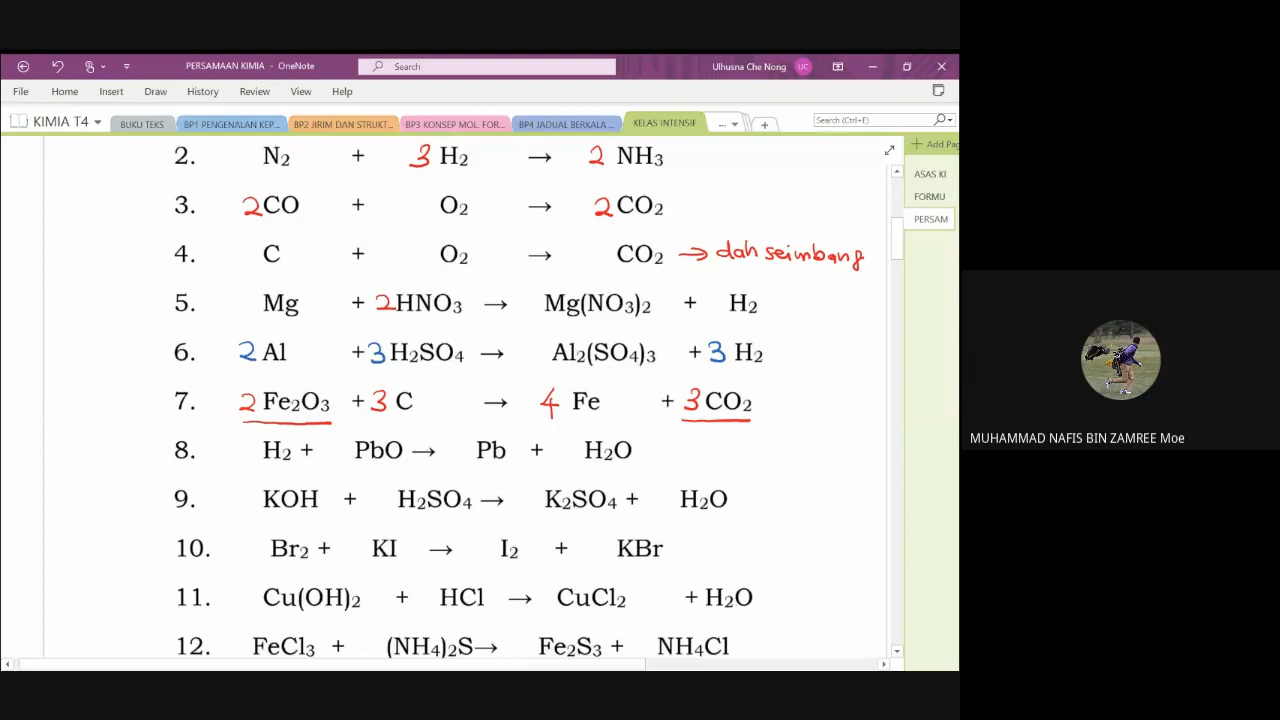 PERSAMAAN KIMIA - OneNote
Search
Ulhusna Che Nong
UC
File Home Insert Draw History Review View Help
KIMIA T4
BUKU TEKS
BP1 PENGENALAN KEP...
BP2 JIRIM DAN STRUKT...
BP3 KONSEP MOL, FOR...
BP4 JADUAL BERKALA ...
KELAS INTENSIF
...
Search (Ctrl+E)
Add Pag
ASAS KI
FORMU
PERSAM
2. N₂ + 3 H₂ → 2 NH₃
3. 2CO + O₂ → 2CO₂
4. C + O₂ → CO₂ → dah seimbang
5. Mg + 2HNO₃ → Mg(NO₃)₂ + H₂
6. 2 Al + 3 H₂SO₄ → Al₂(SO₄)₃ + 3 H₂
7. 2 Fe₂O₃ + 3 C → 4 Fe + 3 CO₂
8. H₂ + PbO → Pb + H₂O
9. KOH + H₂SO₄ → K₂SO₄ + H₂O
10. Br₂ + KI → I₂ + KBr
11. Cu(OH)₂ + HCl → CuCl₂ + H₂O
12. FeCl₃ + (NH₄)₂S → Fe₂S₃ + NH₄Cl
MUHAMMAD NAFIS BIN ZAMREE Moe